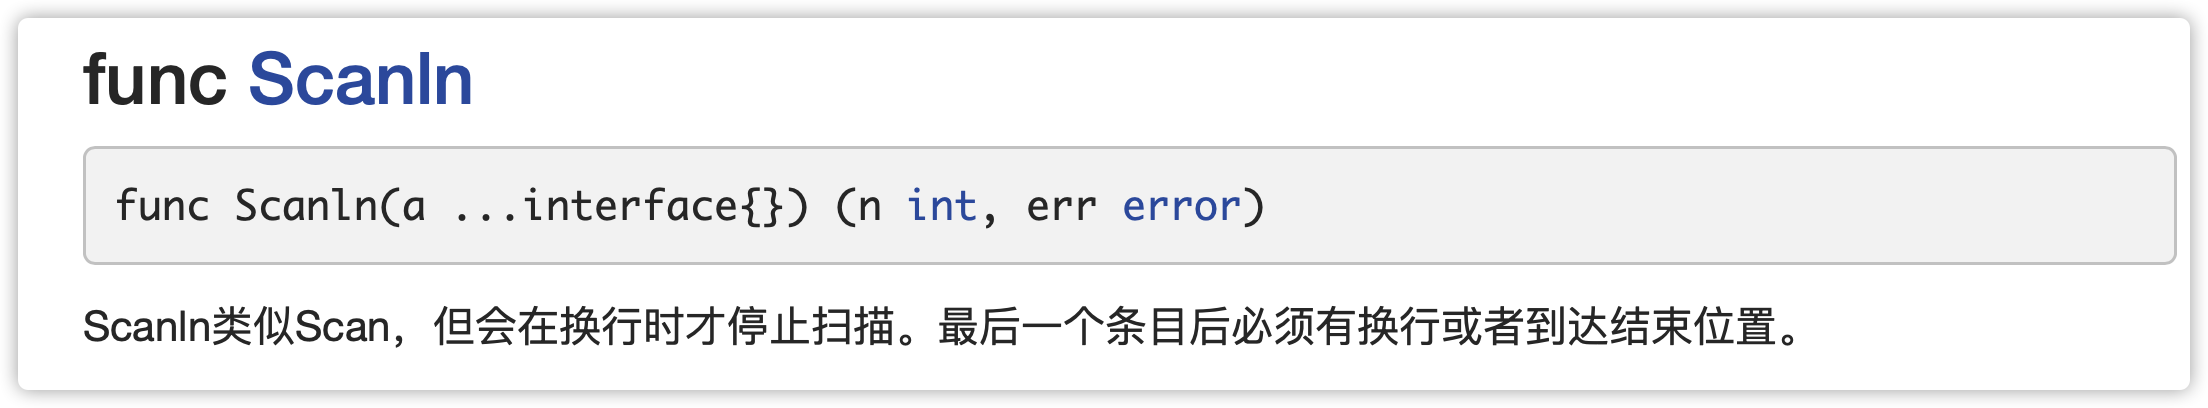 func Scanln
func Scanln(a ...interface{}) (n int, err error)
Scanln类似Scan，但会在换行时才停止扫描。最后一个条目后必须有换行或者到达结束位置。